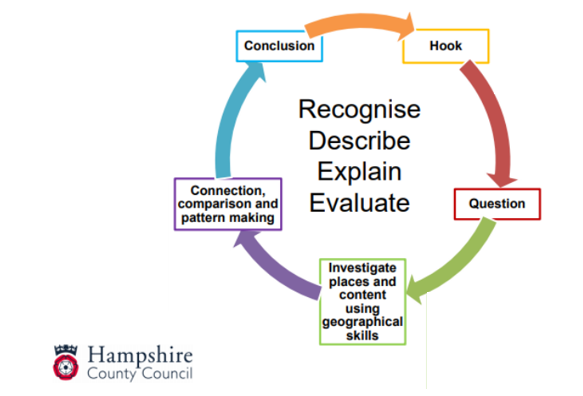 Conclusion
Hook
Recognise
Describe
Explain
Evaluate
Question
Connection,
comparison and
pattern making
Investigate
places and
content
using
geographical
skills
Hampshire
County Council